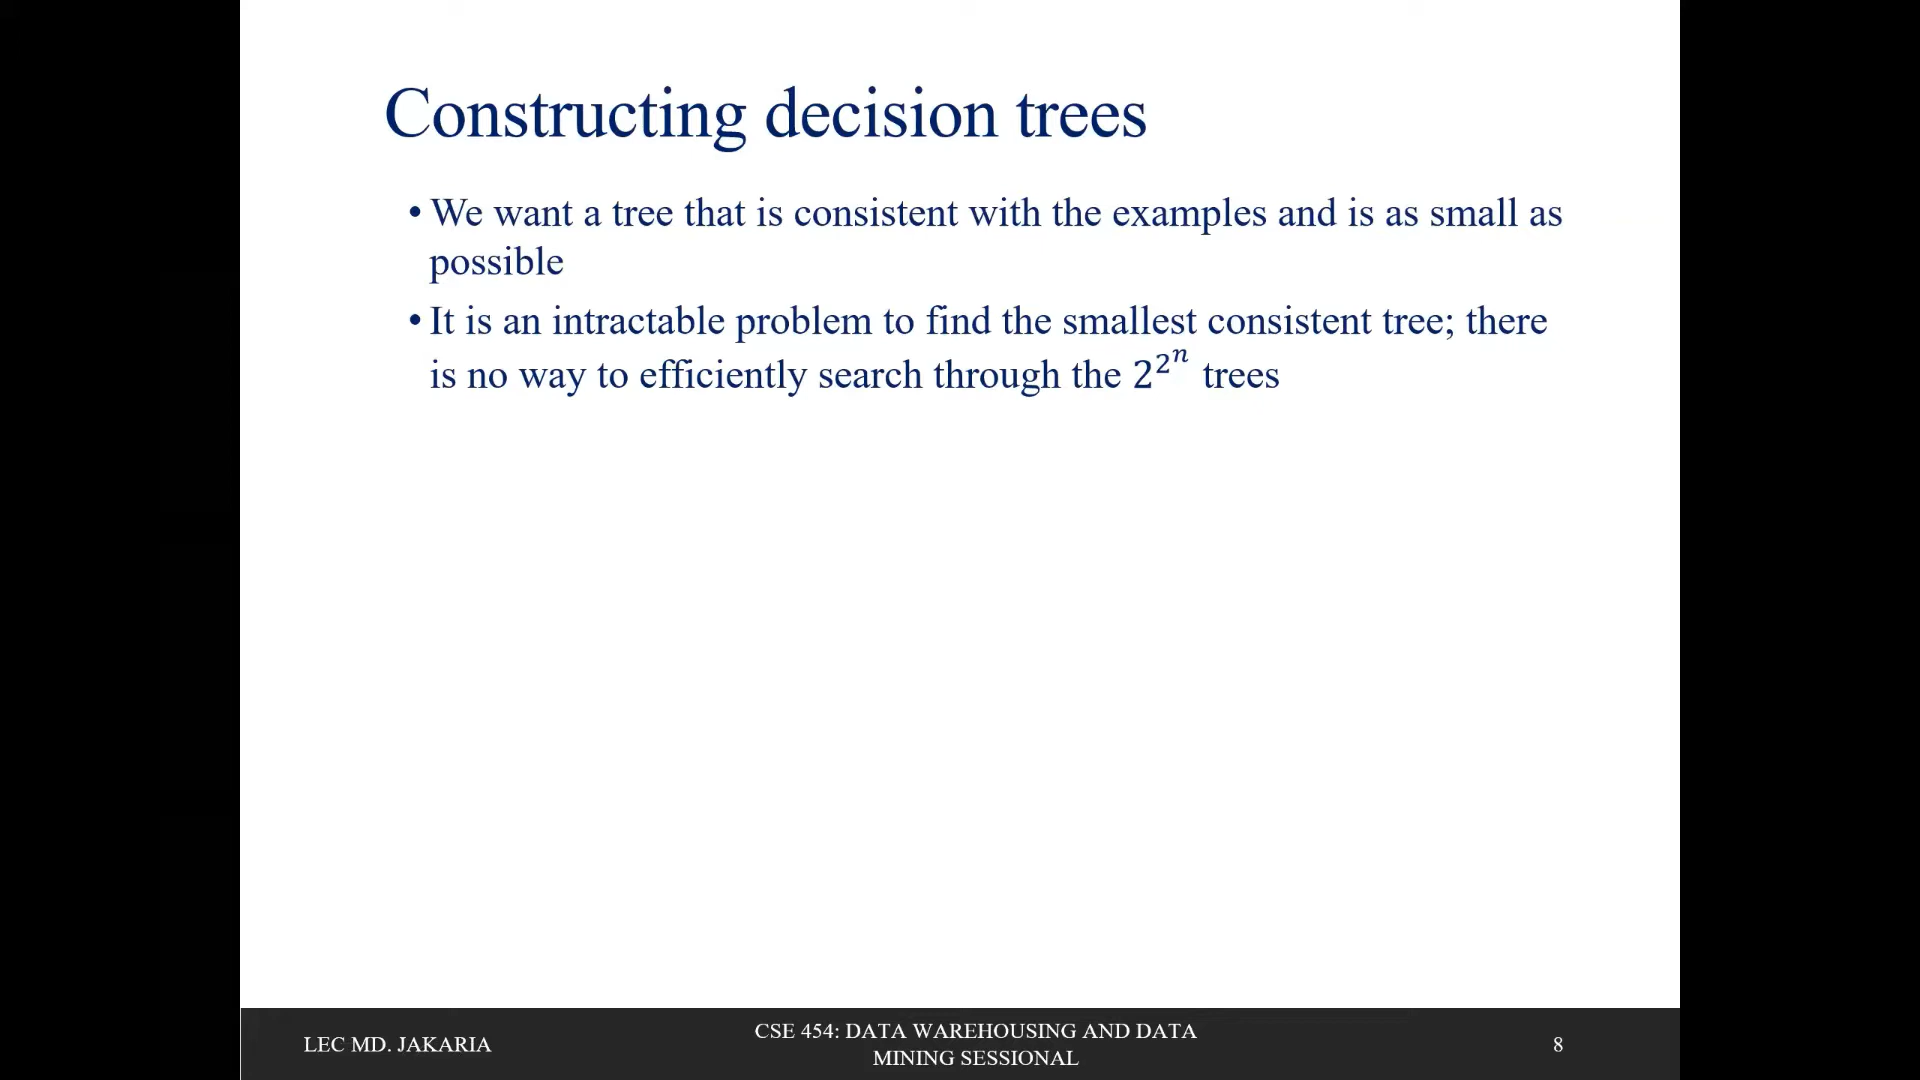 Constructing decision trees
• We want a tree that is consistent with the examples and is as small as
possible
• It is an intractable problem to find the smallest consistent tree; there
is no way to efficiently search through the $2^{2^n}$ trees
LEC MD. JAKARIA
CSE 454: DATA WAREHOUSING AND DATA
MINING SESSIONAL
8